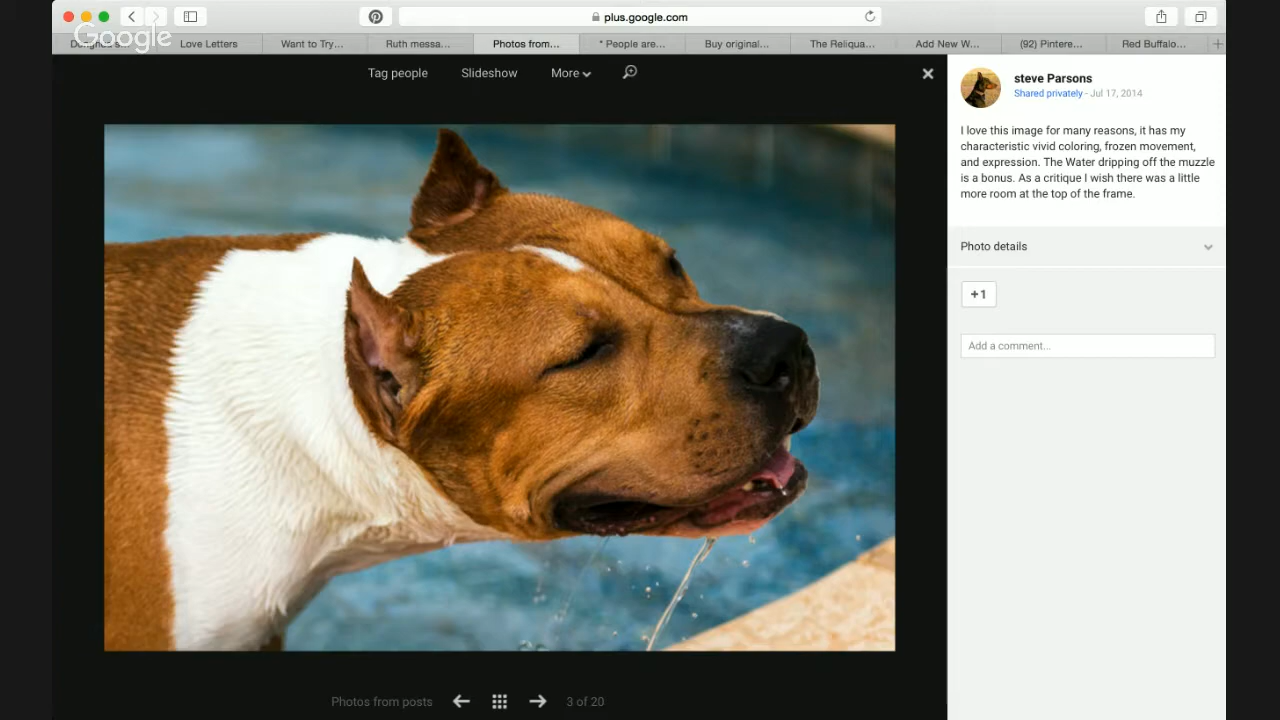 Google
plus.google.com
Love Letters
Want to Try...
Ruth messa...
Photos from...
* People are...
Buy original...
The Reliqua...
Add New W...
(92) Pintere...
Red Buffalo...
+
Tag people
Slideshow
More
steve Parsons
Shared privately - Jul 17, 2014
I love this image for many reasons, it has my
characteristic vivid coloring, frozen movement,
and expression. The Water dripping off the muzzle
is a bonus. As a critique I wish there was a little
more room at the top of the frame.
Photo details
+1
Add a comment...
Photos from posts
3 of 20